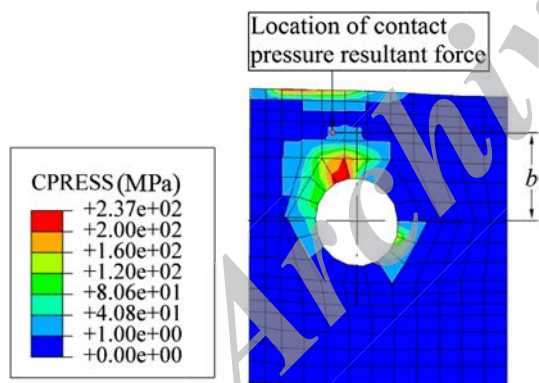 Location of contact
pressure resultant force
CPRESS (MPa)
+2.37e+02
+2.00e+02
+1.60e+02
+1.20e+02
+8.06e+01
+4.08e+01
+1.00e+00
+0.00e+00
b
Archiv